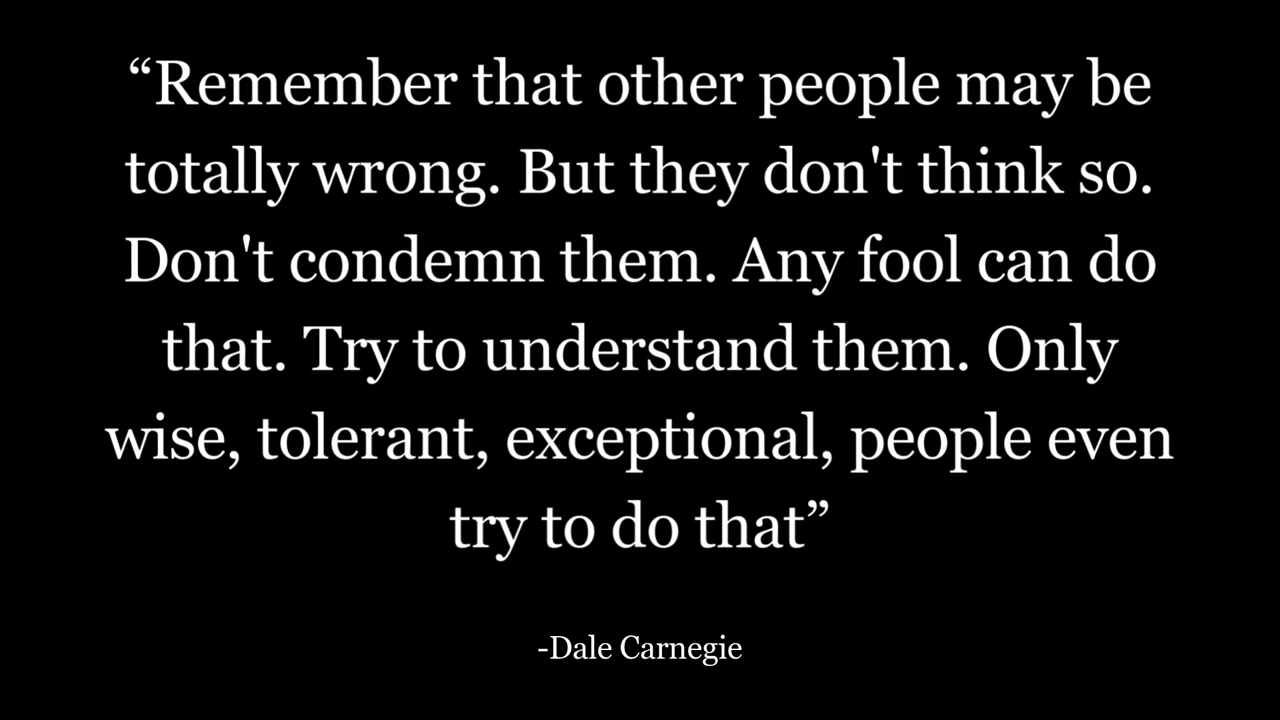 “Remember that other people may be
totally wrong. But they don't think so.
Don't condemn them. Any fool can do
that. Try to understand them. Only
wise, tolerant, exceptional, people even
try to do that”
-Dale Carnegie